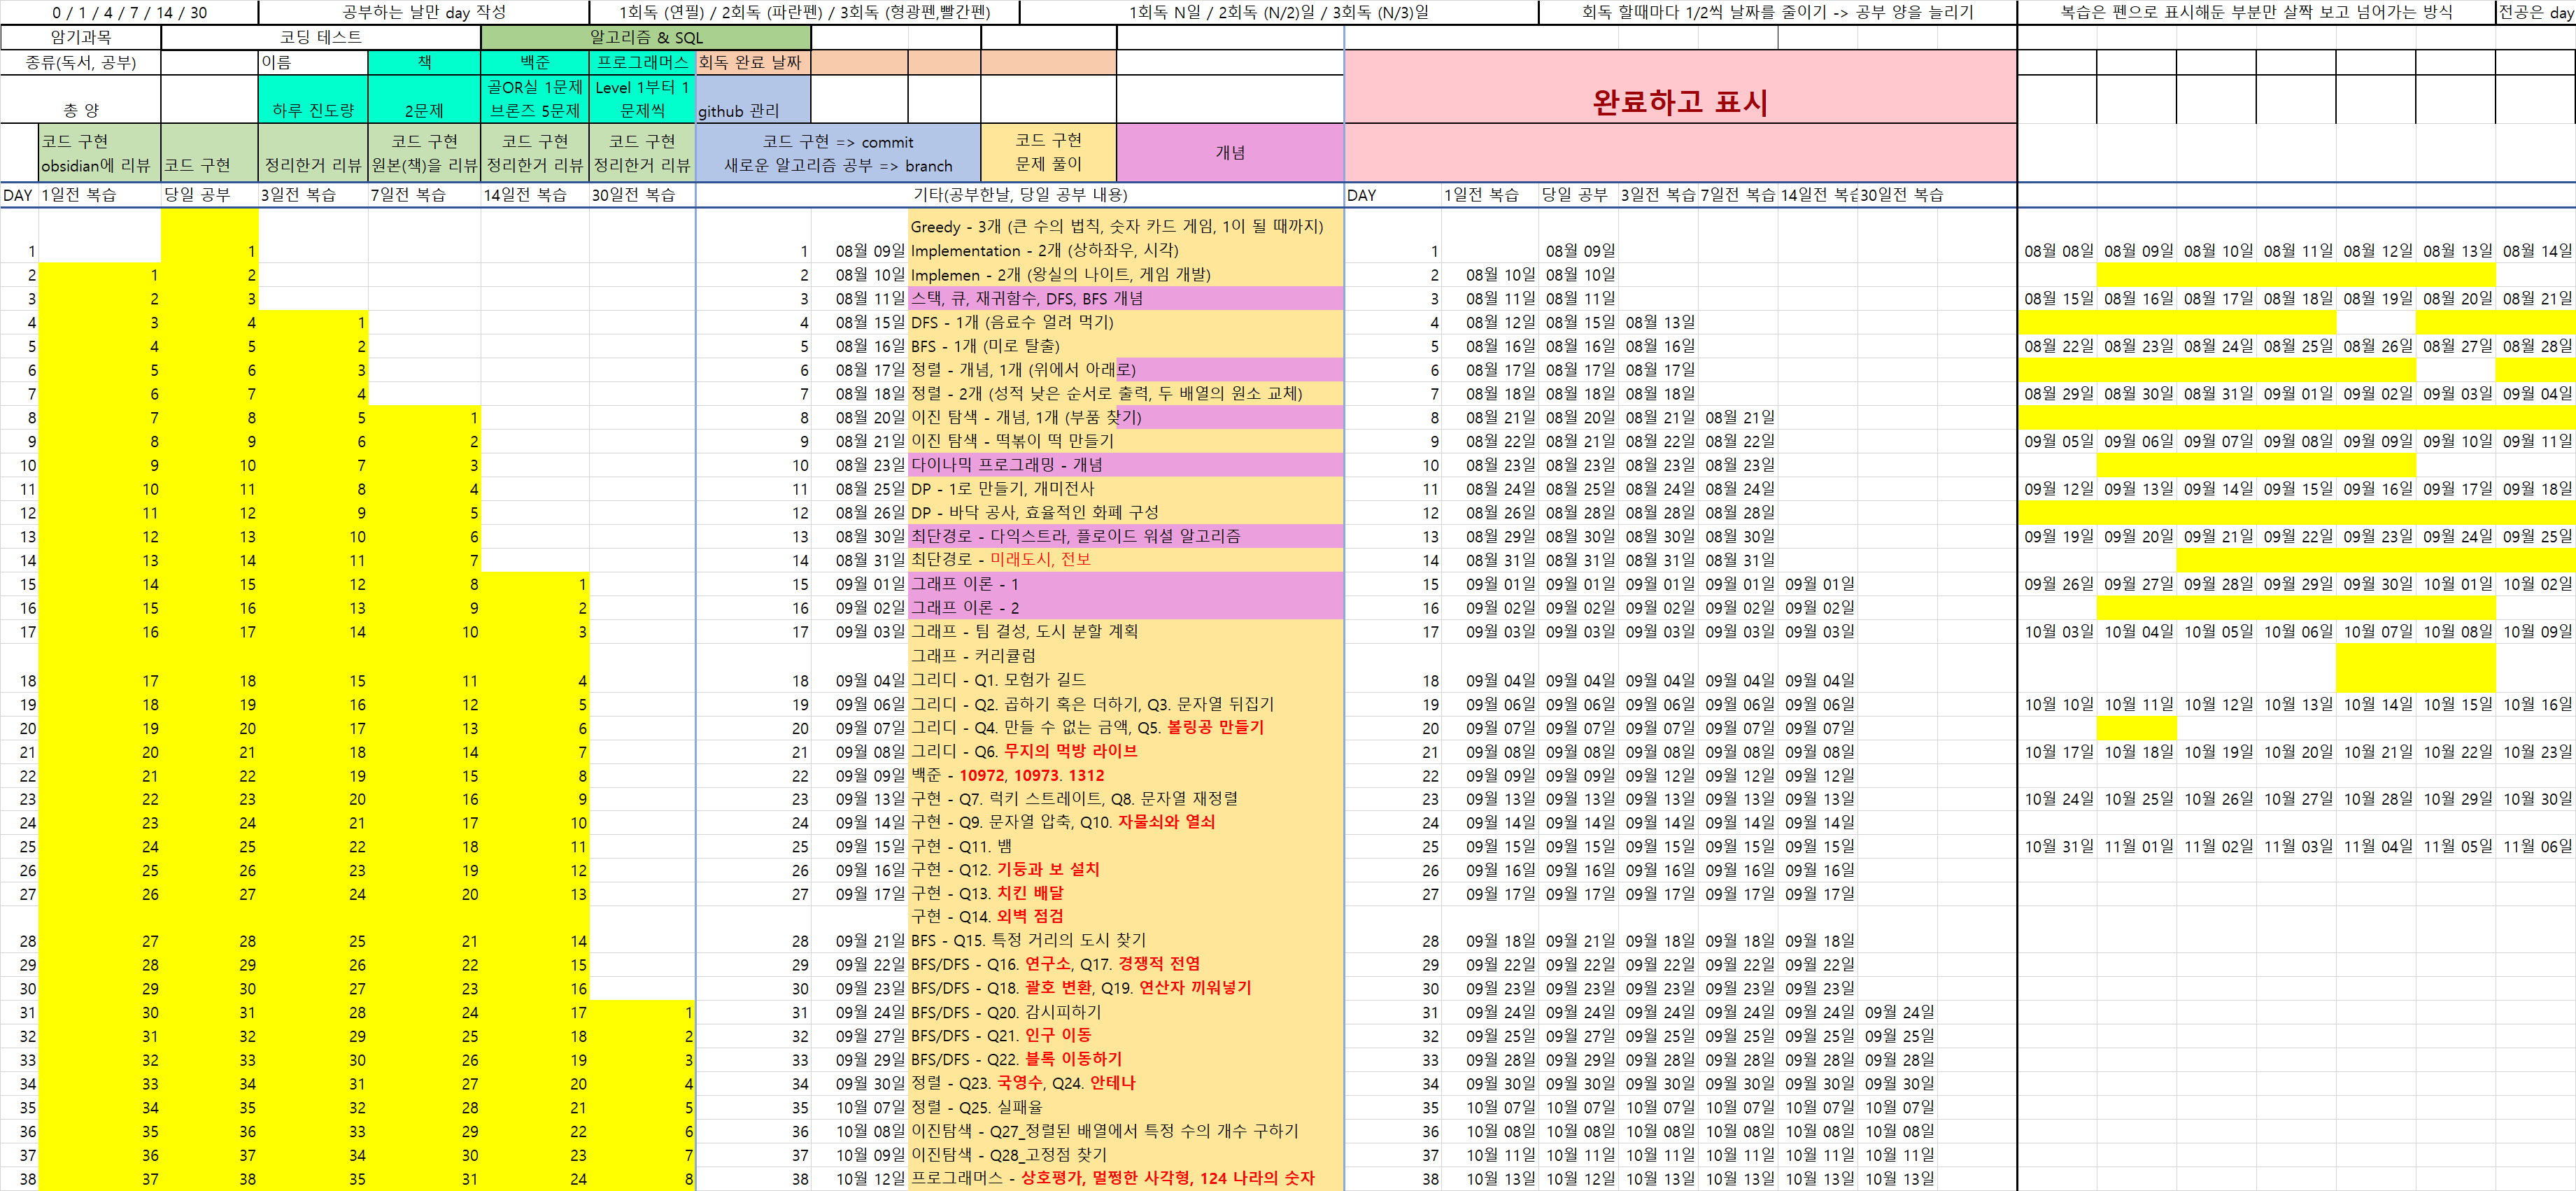 0 / 1 / 4 / 7 / 14 / 30 공부하는 날만 day 작성 1회독 (연필) / 2회독 (파란펜) / 3회독 (형광펜,빨간펜) 1회독 N일 / 2회독 (N/2)일 / 3회독 (N/3)일 회독 할때마다 1/2씩 날짜를 줄이기 -> 공부 양을 늘리기 복습은 펜으로 표시해둔 부분만 살짝 보고 넘어가는 방식 전공은 day
암기과목 코딩 테스트 알고리즘 & SQL
종류(독서, 공부) 이름 책 백준 프로그래머스 회독 완료 날짜
총 양 하루 진도량 2문제 골OR실 1문제 브론즈 5문제 Level 1부터 1문제씩 github 관리 완료하고 표시
코드 구현 obsidian에 리뷰 코드 구현 정리한거 리뷰 코드 구현 원본(책)을 리뷰 코드 구현 정리한거 리뷰 코드 구현 정리한거 리뷰 코드 구현 => commit 새로운 알고리즘 공부 => branch 코드 구현 문제 풀이 개념
DAY 1일전 복습 당일 공부 3일전 복습 7일전 복습 14일전 복습 30일전 복습 기타(공부한날, 당일 공부 내용) DAY 1일전 복습 당일 공부 3일전 복습 7일전 복습 14일전 복습 30일전 복습
Greedy - 3개 (큰 수의 법칙, 숫자 카드 게임, 1이 될 때까지)
1 1 1 08월 09일 Implementation - 2개 (상하좌우, 시각) 1 08월 09일 08월 08일 08월 09일 08월 10일 08월 11일 08월 12일 08월 13일 08월 14일
2 1 2 2 08월 10일 Implemen - 2개 (왕실의 나이트, 게임 개발) 2 08월 10일 08월 10일
3 2 3 3 08월 11일 스택, 큐, 재귀함수, DFS, BFS 개념 3 08월 11일 08월 11일 08월 15일 08월 16일 08월 17일 08월 18일 08월 19일 08월 20일 08월 21일
4 3 4 1 4 08월 15일 DFS - 1개 (음료수 얼려 먹기) 4 08월 12일 08월 15일 08월 13일
5 4 5 2 5 08월 16일 BFS - 1개 (미로 탈출) 5 08월 16일 08월 16일 08월 16일 08월 22일 08월 23일 08월 24일 08월 25일 08월 26일 08월 27일 08월 28일
6 5 6 3 6 08월 17일 정렬 - 개념, 1개 (위에서 아래로) 6 08월 17일 08월 17일 08월 17일
7 6 7 4 7 08월 18일 정렬 - 2개 (성적 낮은 순서로 출력, 두 배열의 원소 교체) 7 08월 18일 08월 18일 08월 18일 08월 29일 08월 30일 08월 31일 09월 01일 09월 02일 09월 03일 09월 04일
8 7 8 5 1 8 08월 20일 이진 탐색 - 개념, 1개 (부품 찾기) 8 08월 21일 08월 20일 08월 21일 08월 21일
9 8 9 6 2 9 08월 21일 이진 탐색 - 떡볶이 떡 만들기 9 08월 22일 08월 21일 08월 22일 08월 22일 09월 05일 09월 06일 09월 07일 09월 08일 09월 09일 09월 10일 09월 11일
10 9 10 7 3 10 08월 23일 다이나믹 프로그래밍 - 개념 10 08월 23일 08월 23일 08월 23일 08월 23일
11 10 11 8 4 11 08월 25일 DP - 1로 만들기, 개미전사 11 08월 24일 08월 25일 08월 24일 08월 24일 09월 12일 09월 13일 09월 14일 09월 15일 09월 16일 09월 17일 09월 18일
12 11 12 9 5 12 08월 26일 DP - 바닥 공사, 효율적인 화폐 구성 12 08월 26일 08월 28일 08월 28일 08월 28일
13 12 13 10 6 13 08월 30일 최단경로 - 다익스트라, 플로이드 워셜 알고리즘 13 08월 29일 08월 30일 08월 30일 08월 30일 09월 19일 09월 20일 09월 21일 09월 22일 09월 23일 09월 24일 09월 25일
14 13 14 11 7 14 08월 31일 최단경로 - 미래도시, 전보 14 08월 31일 08월 31일 08월 31일 08월 31일
15 14 15 12 8 1 15 09월 01일 그래프 이론 - 1 15 09월 01일 09월 01일 09월 01일 09월 01일 09월 01일 09월 26일 09월 27일 09월 28일 09월 29일 09월 30일 10월 01일 10월 02일
16 15 16 13 9 2 16 09월 02일 그래프 이론 - 2 16 09월 02일 09월 02일 09월 02일 09월 02일 09월 02일
17 16 17 14 10 3 17 09월 03일 그래프 - 팀 결성, 도시 분할 계획 17 09월 03일 09월 03일 09월 03일 09월 03일 09월 03일 10월 03일 10월 04일 10월 05일 10월 06일 10월 07일 10월 08일 10월 09일
그래프 - 커리큘럼
18 17 18 15 11 4 18 09월 04일 그리디 - Q1. 모험가 길드 18 09월 04일 09월 04일 09월 04일 09월 04일 09월 04일
19 18 19 16 12 5 19 09월 06일 그리디 - Q2. 곱하기 혹은 더하기, Q3. 문자열 뒤집기 19 09월 06일 09월 06일 09월 06일 09월 06일 09월 06일 10월 10일 10월 11일 10월 12일 10월 13일 10월 14일 10월 15일 10월 16일
20 19 20 17 13 6 20 09월 07일 그리디 - Q4. 만들 수 없는 금액, Q5. 볼링공 만들기 20 09월 07일 09월 07일 09월 07일 09월 07일 09월 07일
21 20 21 18 14 7 21 09월 08일 그리디 - Q6. 무지의 먹방 라이브 21 09월 08일 09월 08일 09월 08일 09월 08일 09월 08일 10월 17일 10월 18일 10월 19일 10월 20일 10월 21일 10월 22일 10월 23일
22 21 22 19 15 8 22 09월 09일 백준 - 10972, 10973. 1312 22 09월 09일 09월 09일 09월 12일 09월 12일 09월 12일
23 22 23 20 16 9 23 09월 13일 구현 - Q7. 럭키 스트레이트, Q8. 문자열 재정렬 23 09월 13일 09월 13일 09월 13일 09월 13일 09월 13일 10월 24일 10월 25일 10월 26일 10월 27일 10월 28일 10월 29일 10월 30일
24 23 24 21 17 10 24 09월 14일 구현 - Q9. 문자열 압축, Q10. 자물쇠와 열쇠 24 09월 14일 09월 14일 09월 14일 09월 14일 09월 14일
25 24 25 22 18 11 25 09월 15일 구현 - Q11. 뱀 25 09월 15일 09월 15일 09월 15일 09월 15일 09월 15일 10월 31일 11월 01일 11월 02일 11월 03일 11월 04일 11월 05일 11월 06일
26 25 26 23 19 12 26 09월 16일 구현 - Q12. 기둥과 보 설치 26 09월 16일 09월 16일 09월 16일 09월 16일 09월 16일
27 26 27 24 20 13 27 09월 17일 구현 - Q13. 치킨 배달 27 09월 17일 09월 17일 09월 17일 09월 17일 09월 17일
구현 - Q14. 외벽 점검
28 27 28 25 21 14 28 09월 21일 BFS - Q15. 특정 거리의 도시 찾기 28 09월 18일 09월 21일 09월 18일 09월 18일 09월 18일
29 28 29 26 22 15 29 09월 22일 BFS/DFS - Q16. 연구소, Q17. 경쟁적 전염 29 09월 22일 09월 22일 09월 22일 09월 22일 09월 22일
30 29 30 27 23 16 30 09월 23일 BFS/DFS - Q18. 괄호 변환, Q19. 연산자 끼워넣기 30 09월 23일 09월 23일 09월 23일 09월 23일 09월 23일
31 30 31 28 24 17 1 31 09월 24일 BFS/DFS - Q20. 감시피하기 31 09월 24일 09월 24일 09월 24일 09월 24일 09월 24일 09월 24일
32 31 32 29 25 18 2 32 09월 27일 BFS/DFS - Q21. 인구 이동 32 09월 25일 09월 27일 09월 25일 09월 25일 09월 25일 09월 25일
33 32 33 30 26 19 3 33 09월 29일 BFS/DFS - Q22. 블록 이동하기 33 09월 28일 09월 29일 09월 28일 09월 28일 09월 28일 09월 28일
34 33 34 31 27 20 4 34 09월 30일 정렬 - Q23. 국영수, Q24. 안테나 34 09월 30일 09월 30일 09월 30일 09월 30일 09월 30일 09월 30일
35 34 35 32 28 21 5 35 10월 07일 정렬 - Q25. 실패율 35 10월 07일 10월 07일 10월 07일 10월 07일 10월 07일 10월 07일
36 35 36 33 29 22 6 36 10월 08일 이진탐색 - Q27_정렬된 배열에서 특정 수의 개수 구하기 36 10월 08일 10월 08일 10월 08일 10월 08일 10월 08일 10월 08일
37 36 37 34 30 23 7 37 10월 09일 이진탐색 - Q28_고정점 찾기 37 10월 11일 10월 11일 10월 11일 10월 11일 10월 11일 10월 11일
38 37 38 35 31 24 8 38 10월 12일 프로그래머스 - 상호평가, 멀쩡한 사각형, 124 나라의 숫자 38 10월 13일 10월 12일 10월 13일 10월 13일 10월 13일 10월 13일